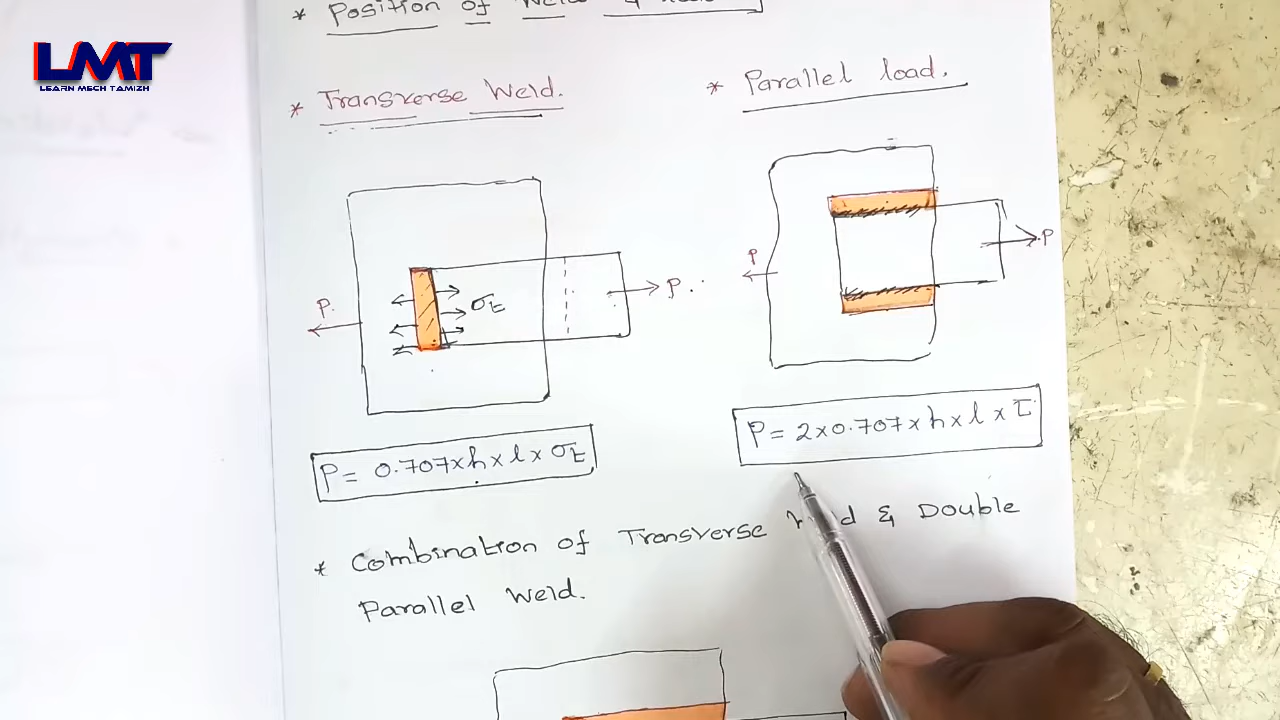 LMT
LEARN MECH TAMIZH
* Position of Weld &
* Transverse Weld.
* Parallel load.
P.
σt
P.
P
P
P = 0.707 x h x l x σt
P = 2 x 0.707 x h x l x τ
* Combination of Transverse & Double
Parallel Weld.